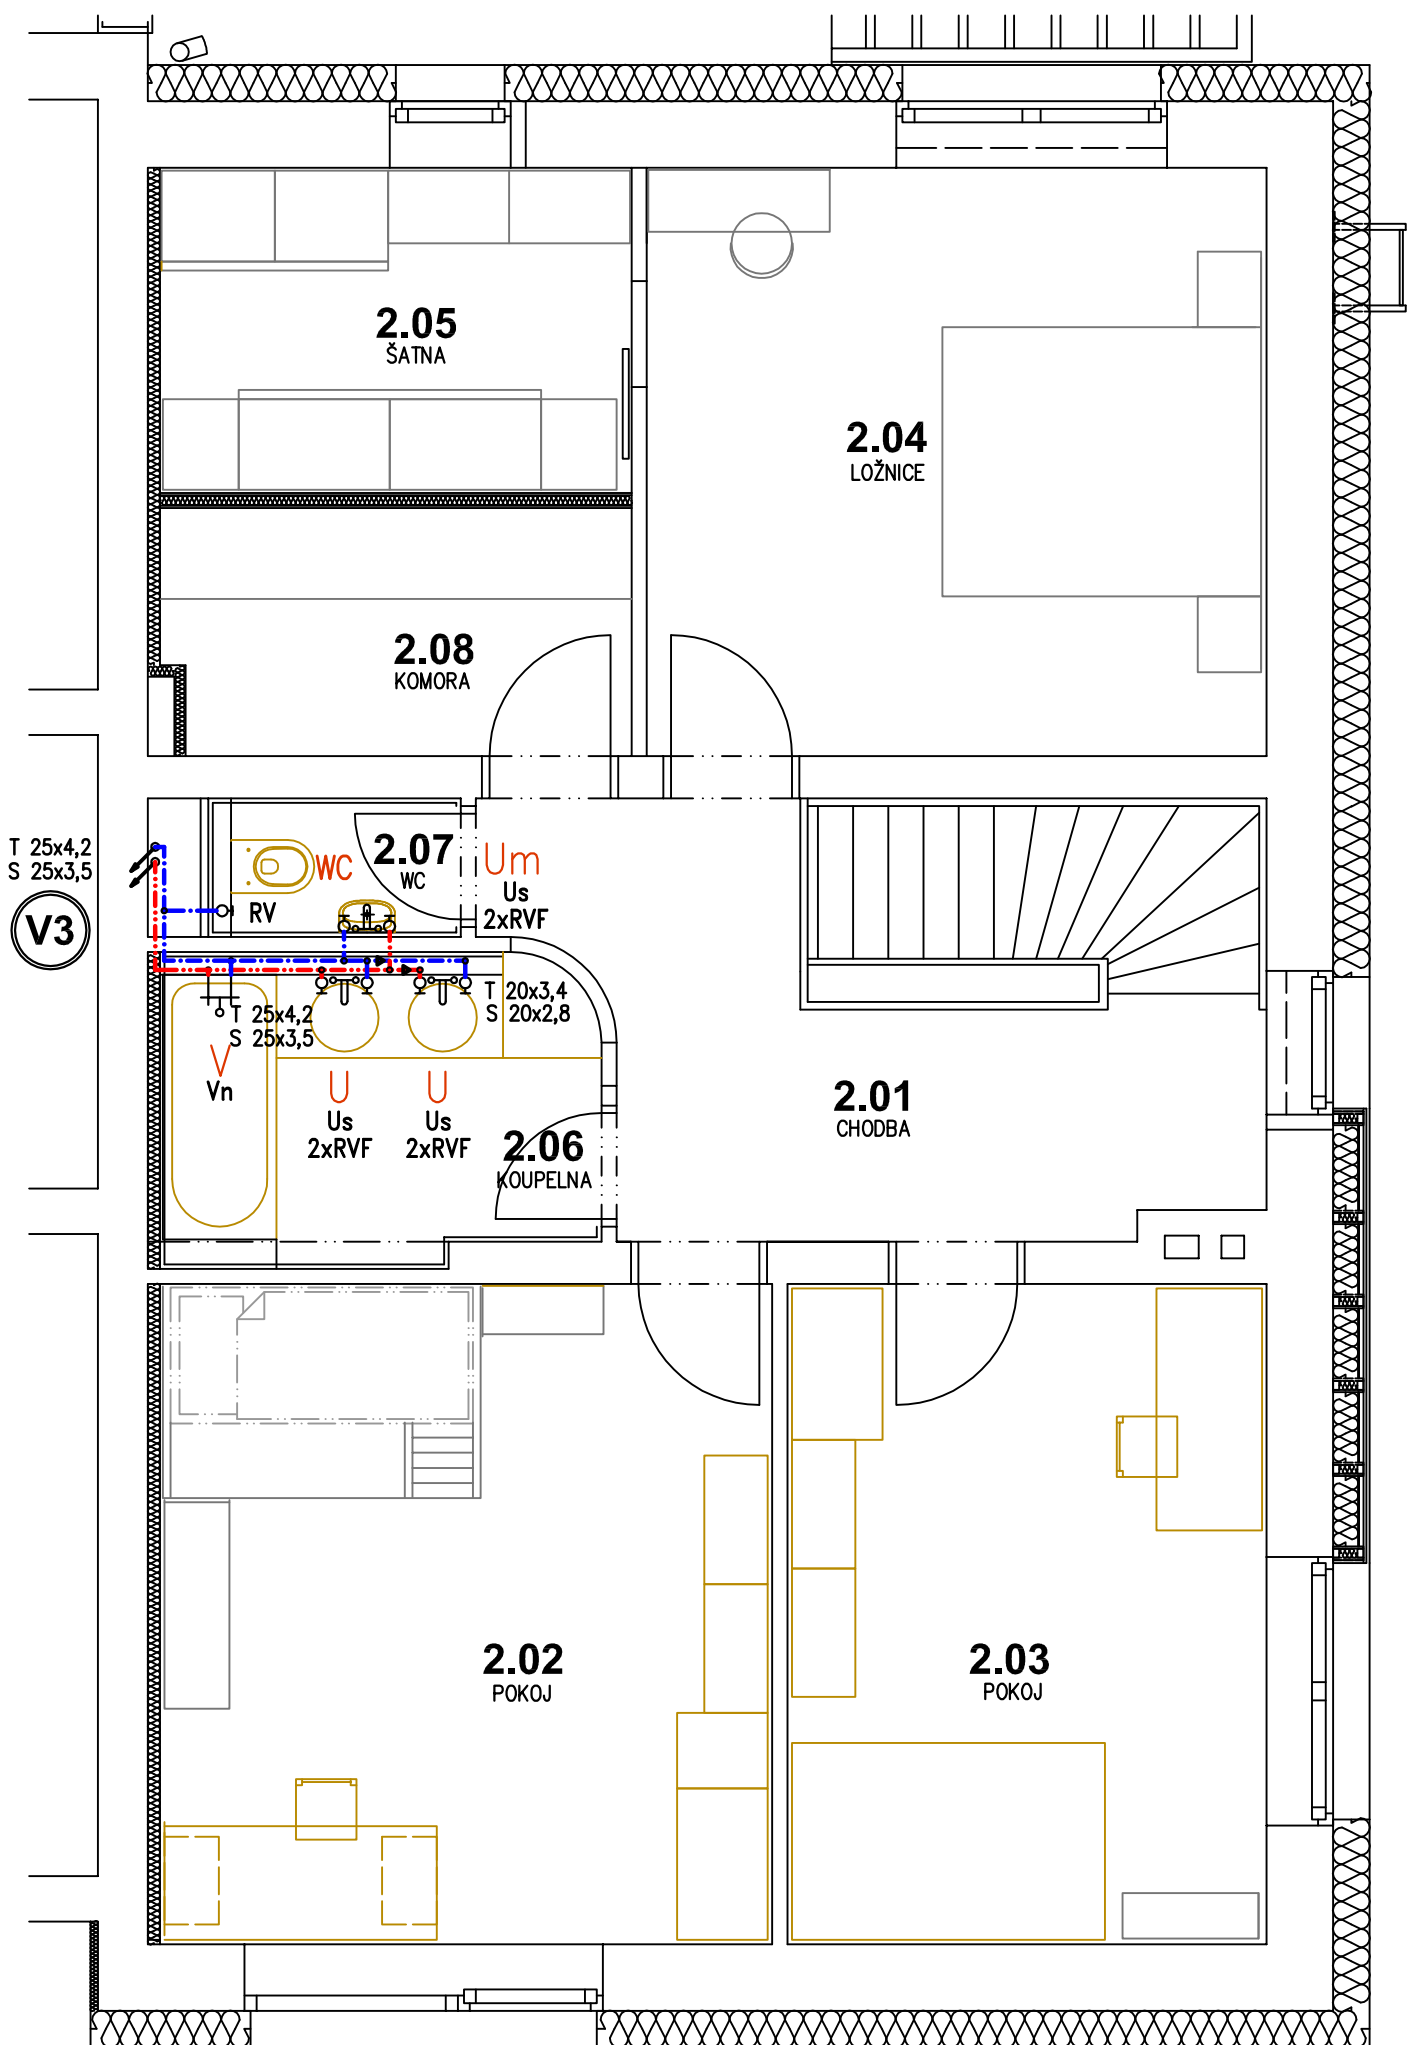 2.05
ŠATNA
2.04
LOŽNICE
2.08
KOMORA
T 25x4,2
S 25x3,5
V3
WC
2.07
WC
Um
Us
2xRVF
RV
T 25x4,2
S 25x3,5
T 20x3,4
S 20x2,8
V
Vn
U
Us
2xRVF
U
Us
2xRVF
2.06
KOUPELNA
2.01
CHODBA
2.02
POKOJ
2.03
POKOJ